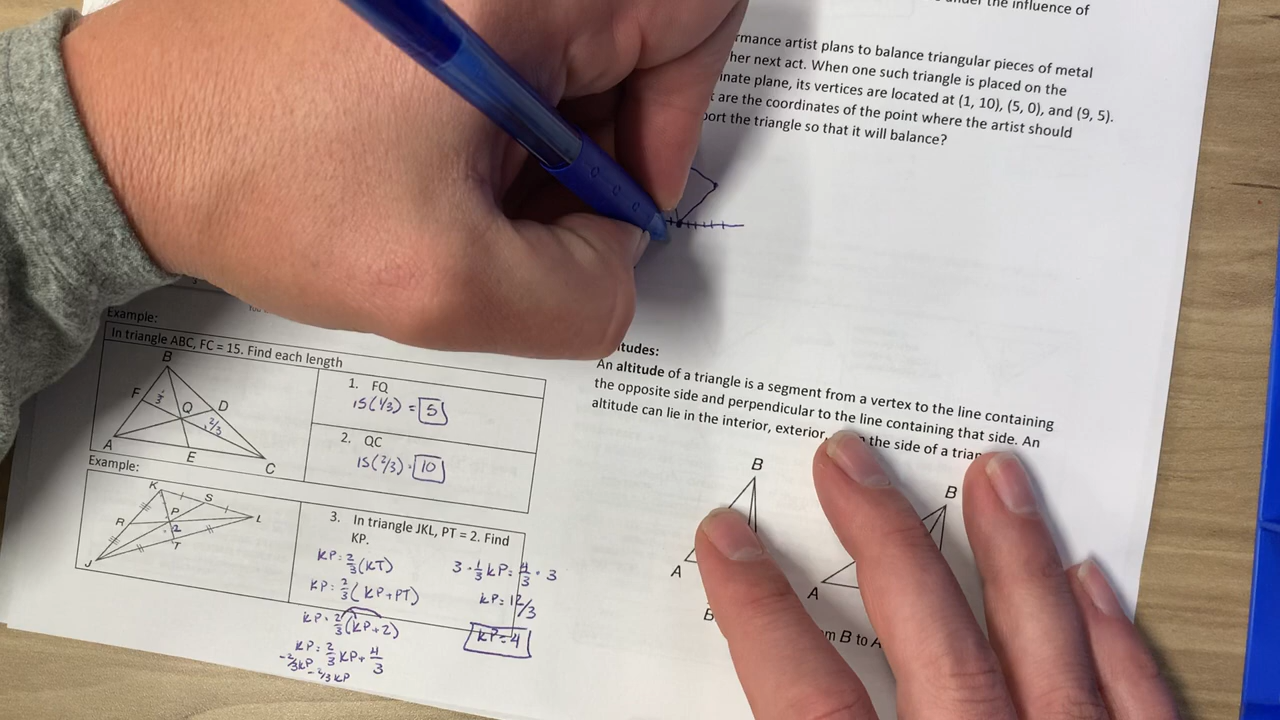 under the influence of
rmance artist plans to balance triangular pieces of metal
her next act. When one such triangle is placed on the
inate plane, its vertices are located at (1, 10), (5, 0), and (9, 5).
are the coordinates of the point where the artist should
port the triangle so that it will balance?
Example:
In triangle ABC, FC = 15. Find each length
B
F
Q
D
1/3
2/3
A
E
C
1. FQ
15(1/3) = 5
2. QC
15(2/3) = 10
Example:
K
S
P
L
R
2
T
J
3. In triangle JKL, PT = 2. Find
KP.
KP = 2/3(KT)
KP = 2/3(KP+PT)
KP = 2/3(KP+2)
KP = 2/3KP + 4/3
-2/3KP -2/3KP
3 · 1/3KP = 4/3 · 3
KP = 12/3
KP = 4
itudes:
An altitude of a triangle is a segment from a vertex to the line containing
the opposite side and perpendicular to the line containing that side. An
altitude can lie in the interior, exterior, the side of a trian
B
A
B
A
B
m B to A